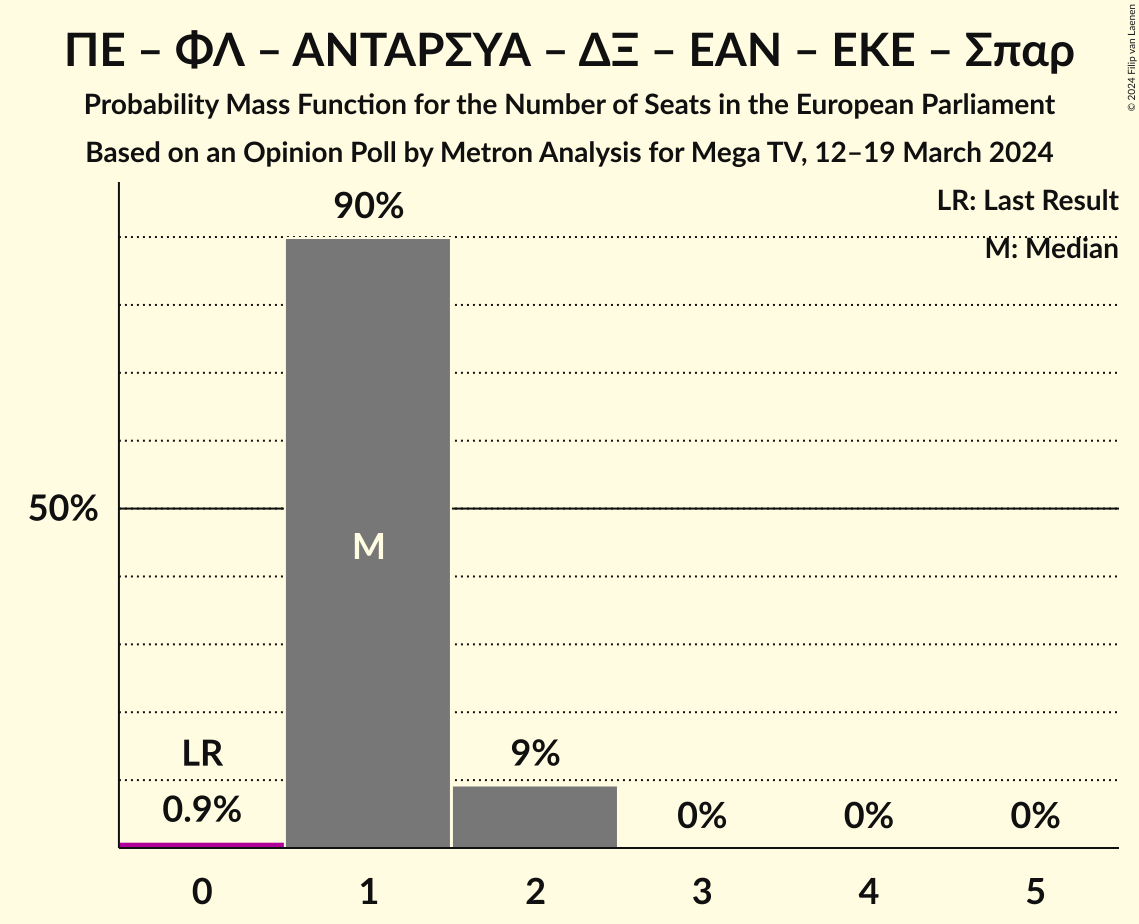 ΠΕ – ΦΛ – ΑΝΤΑΡΣΥΑ – ΔΞ – ΕΑΝ – ΕΚΕ – Σπαρ
Probability Mass Function for the Number of Seats in the European Parliament
Based on an Opinion Poll by Metron Analysis for Mega TV, 12–19 March 2024
© 2024 Filip van Laenen
LR: Last Result
M: Median
90%
50%
M
LR
0.9%
9%
0%
0%
0%
0
1
2
3
4
5